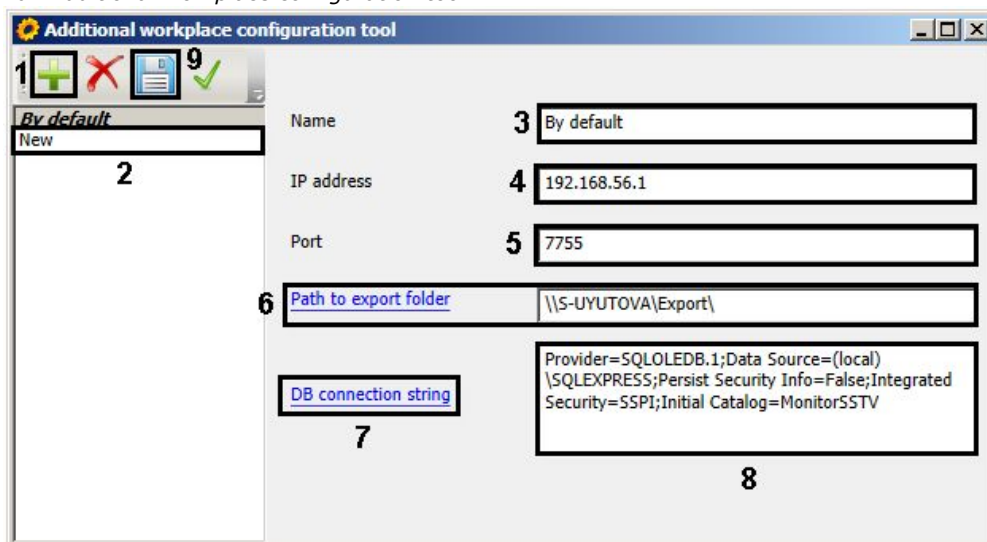 Additional workplace configuration tool
1
9
By default
New
2
Name
3
By default
IP address
4
192.168.56.1
Port
5
7755
6
Path to export folder
\\S-UYUTOVA\Export\
DB connection string
7
Provider=SQLOLEDB.1;Data Source=(local)
\SQLEXPRESS;Persist Security Info=False;Integrated
Security=SSPI;Initial Catalog=MonitorSSTV
8